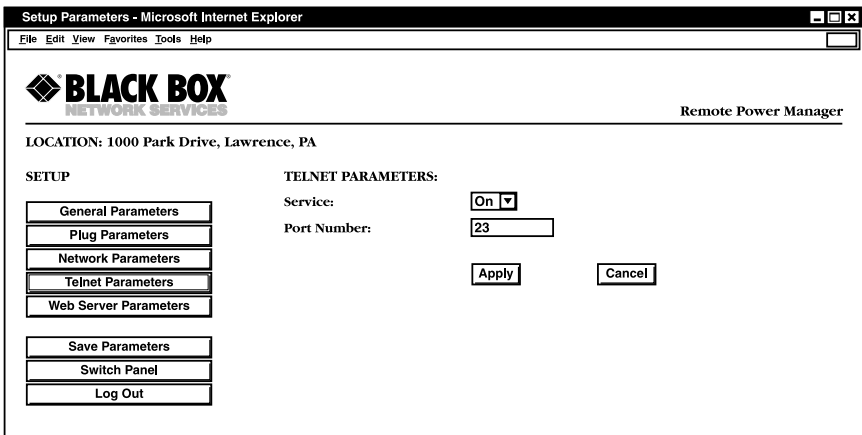 Setup Parameters - Microsoft Internet Explorer
File Edit View Favorites Tools Help
BLACK BOX®
NETWORK SERVICES
Remote Power Manager
LOCATION: 1000 Park Drive, Lawrence, PA
SETUP
General Parameters
Plug Parameters
Network Parameters
Telnet Parameters
Web Server Parameters
Save Parameters
Switch Panel
Log Out
TELNET PARAMETERS:
Service: On
Port Number: 23
Apply Cancel